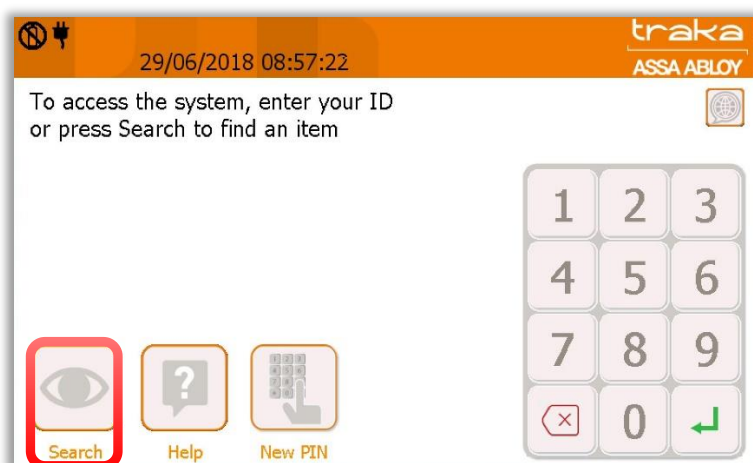 traka
29/06/2018 08:57:22
ASSA ABLOY
To access the system, enter your ID
or press Search to find an item
1 2 3
4 5 6
7 8 9
0
?
Search Help New PIN